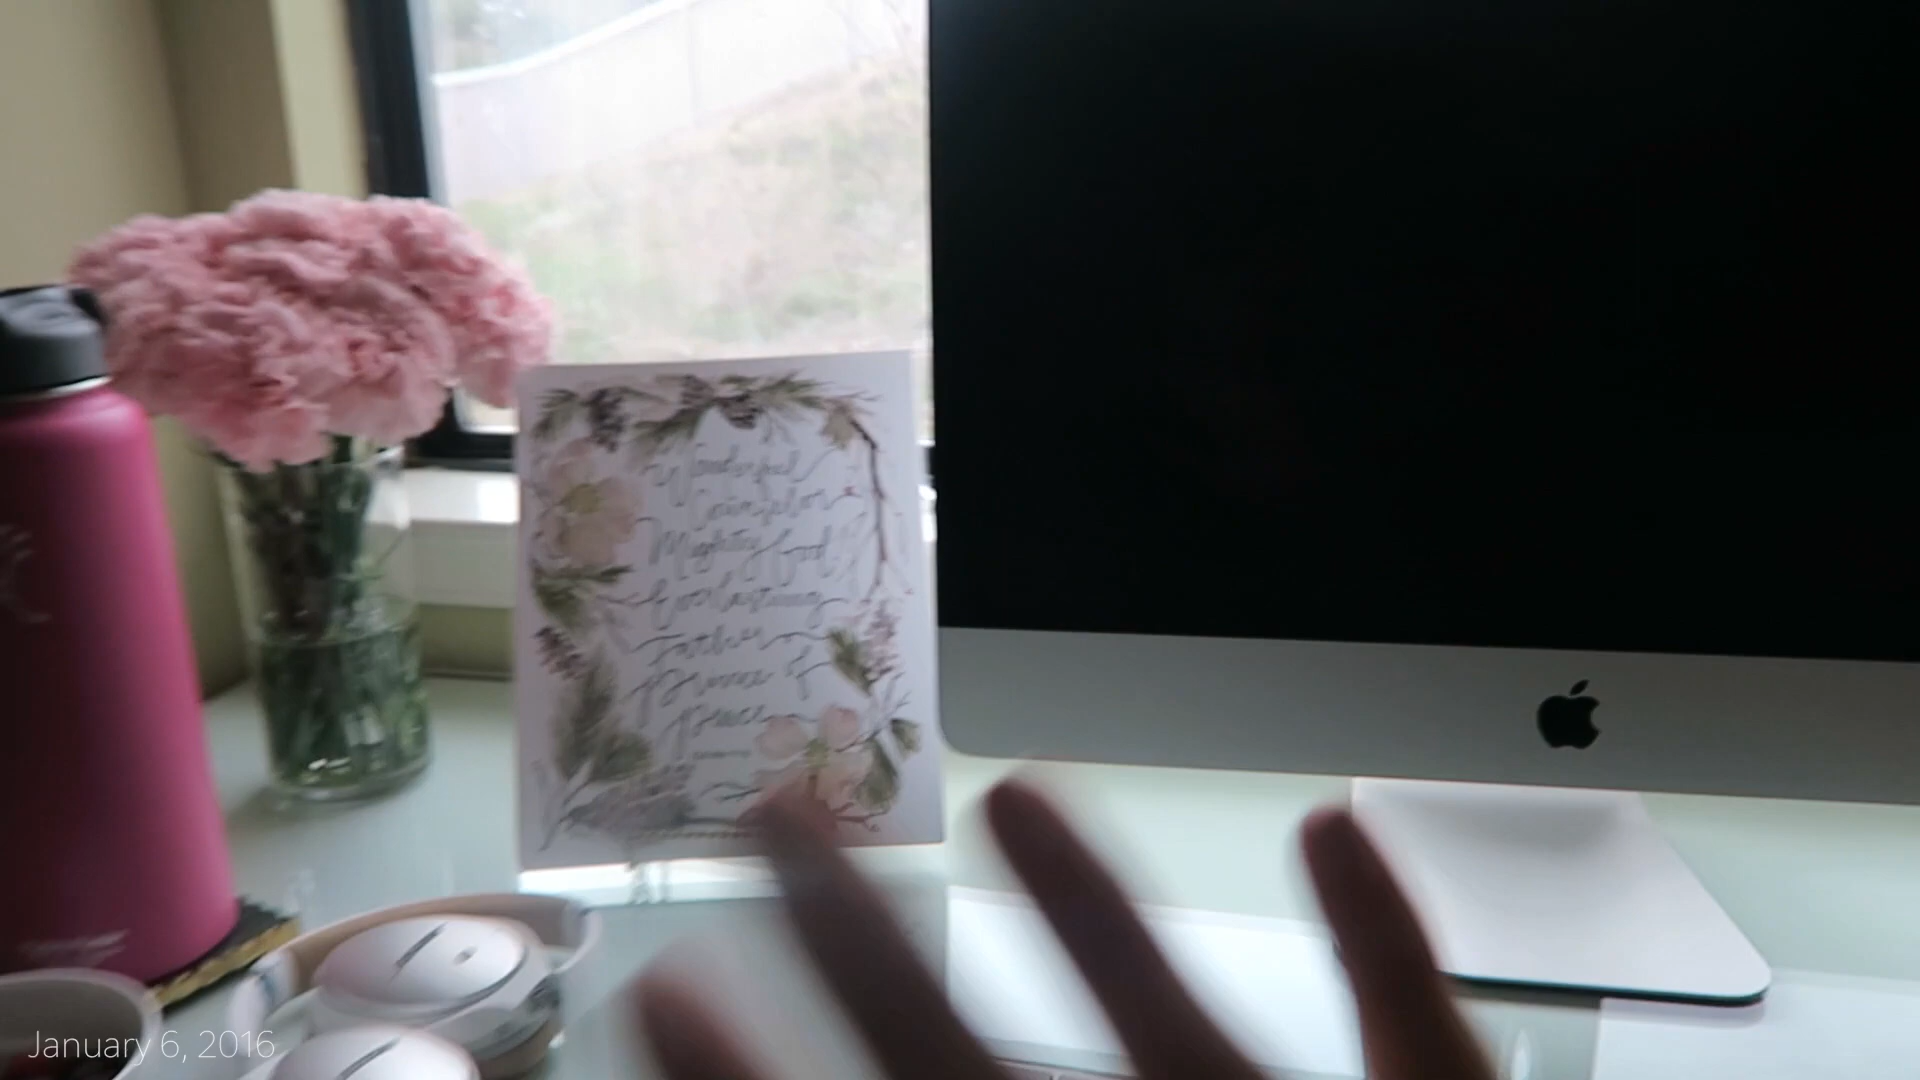 Wonderful
Counselor
Mighty God
Everlasting
Father
Prince of
Peace
January 6, 2016